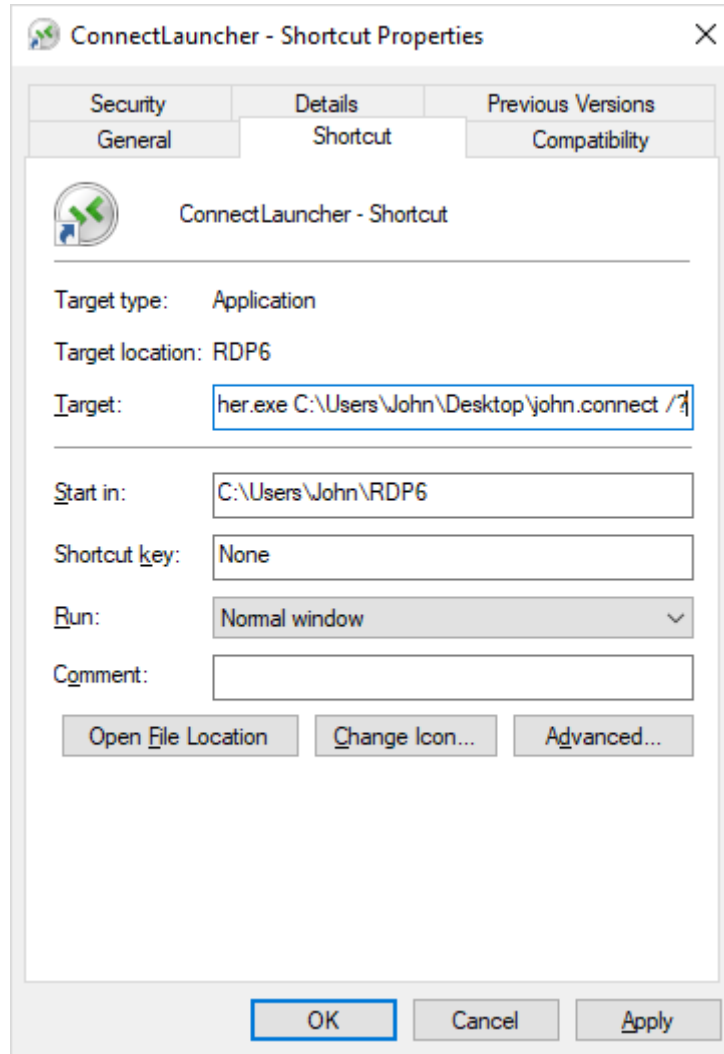 ConnectLauncher - Shortcut Properties
Security Details Previous Versions
General Shortcut Compatibility
ConnectLauncher - Shortcut
Target type: Application
Target location: RDP6
Target: her.exe C:\Users\John\Desktop\john.connect /?
Start in: C:\Users\John\RDP6
Shortcut key: None
Run: Normal window
Comment:
Open File Location Change Icon... Advanced...
OK Cancel Apply